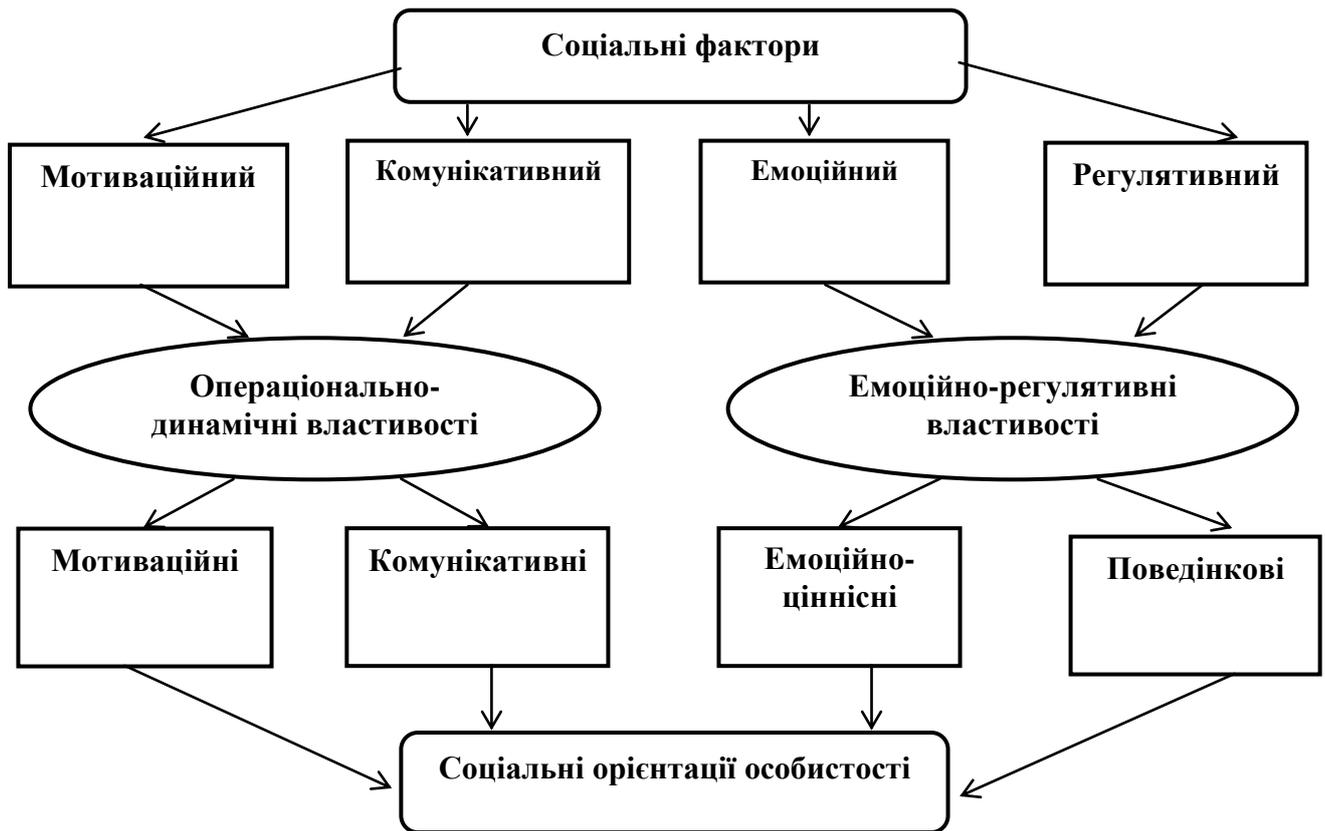 Соціальні фактори
Мотиваційний
Комунікативний
Емоційний
Регулятивний
Операціонально-
динамічні властивості
Емоційно-регулятивні
властивості
Мотиваційні
Комунікативні
Емоційно-
ціннісні
Поведінкові
Соціальні орієнтації особистості